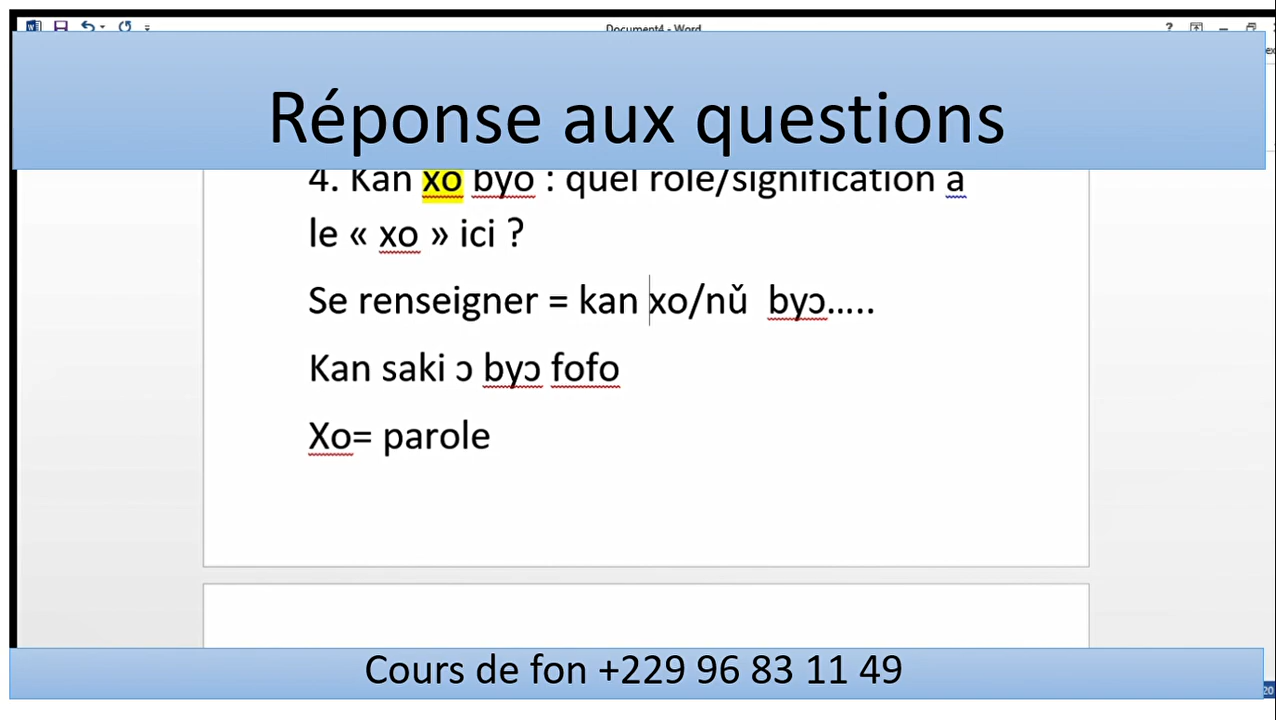 Document4 - Word
Réponse aux questions
4. Kan xo byo : quel role/signification a
le « xo » ici ?
Se renseigner = kan xo/nǔ byɔ…..
Kan saki ɔ byɔ fofo
Xo= parole
Cours de fon +229 96 83 11 49